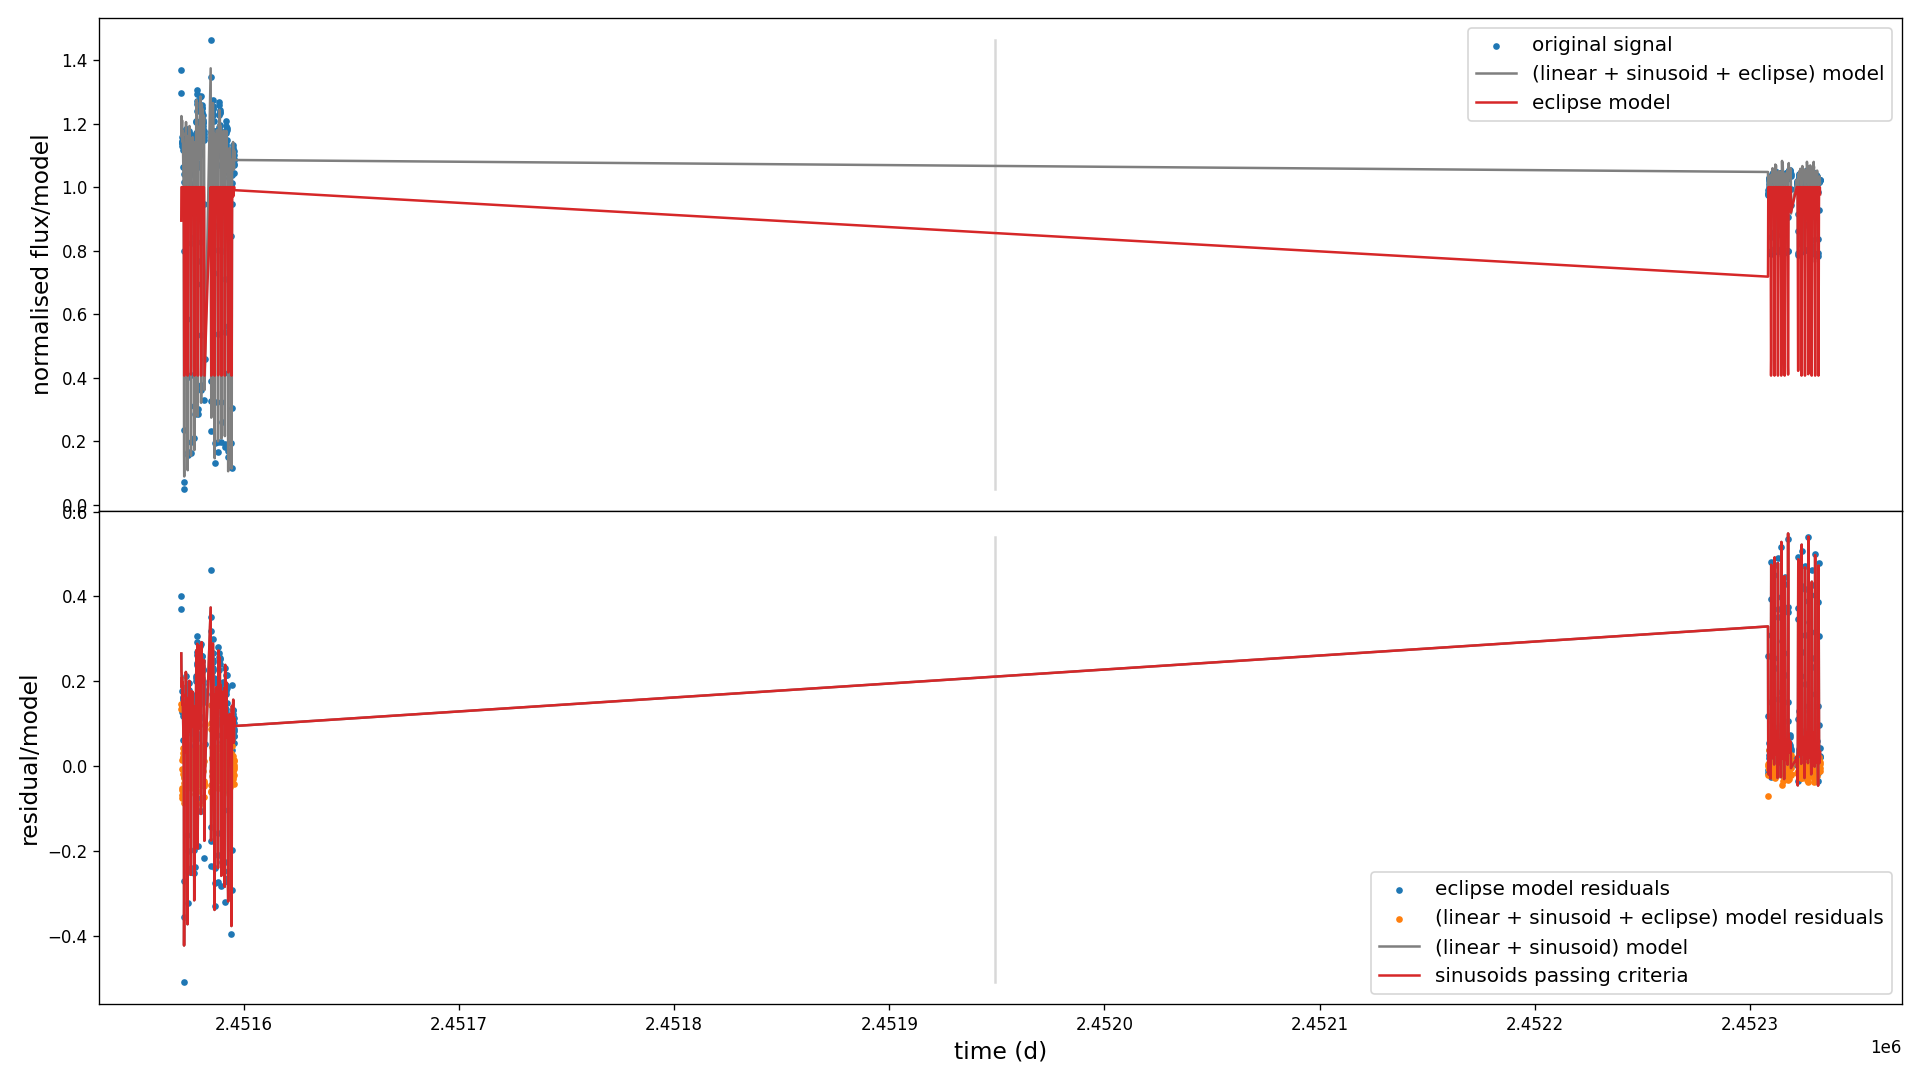 original signal
(linear + sinusoid + eclipse) model
eclipse model
normalised flux/model
1.4
1.2
1.0
0.8
0.6
0.4
0.2
0.0
0.6
0.4
0.2
0.0
−0.2
−0.4
residual/model
eclipse model residuals
(linear + sinusoid + eclipse) model residuals
(linear + sinusoid) model
sinusoids passing criteria
2.4516
2.4517
2.4518
2.4519
2.4520
2.4521
2.4522
2.4523
1e6
time (d)